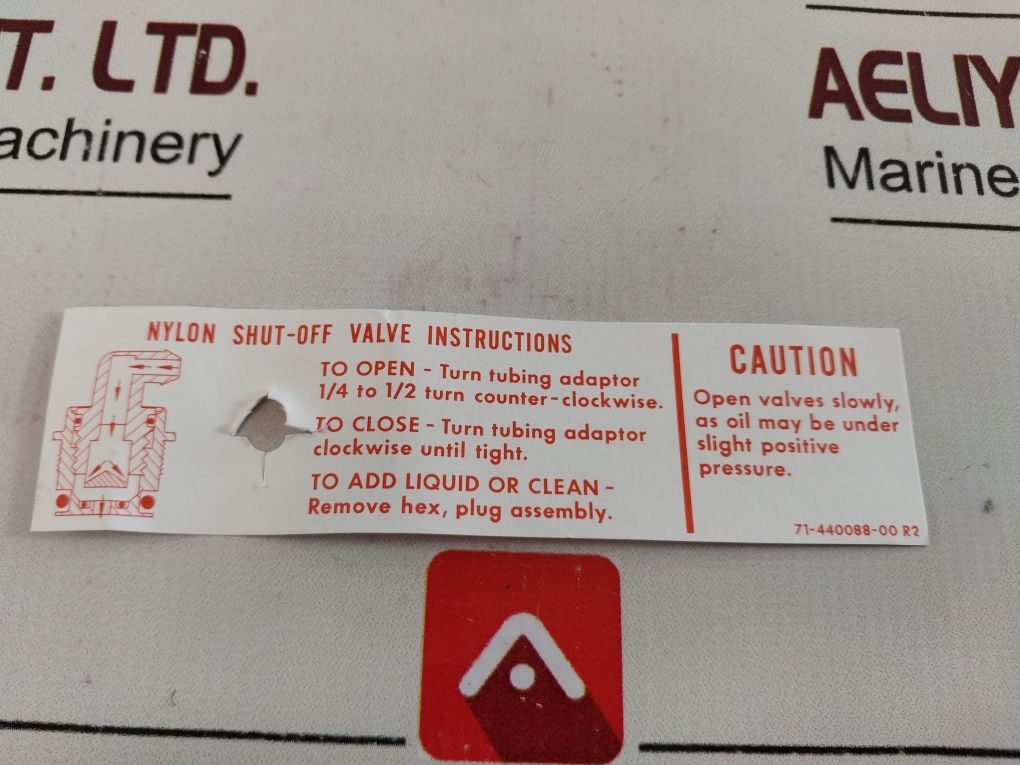 T. LTD.
achinery
AELIY
Marine
NYLON SHUT-OFF VALVE INSTRUCTIONS
TO OPEN - Turn tubing adaptor
1/4 to 1/2 turn counter-clockwise.
TO CLOSE - Turn tubing adaptor
clockwise until tight.
TO ADD LIQUID OR CLEAN -
Remove hex, plug assembly.
CAUTION
Open valves slowly,
as oil may be under
slight positive
pressure.
71-440088-00 R2